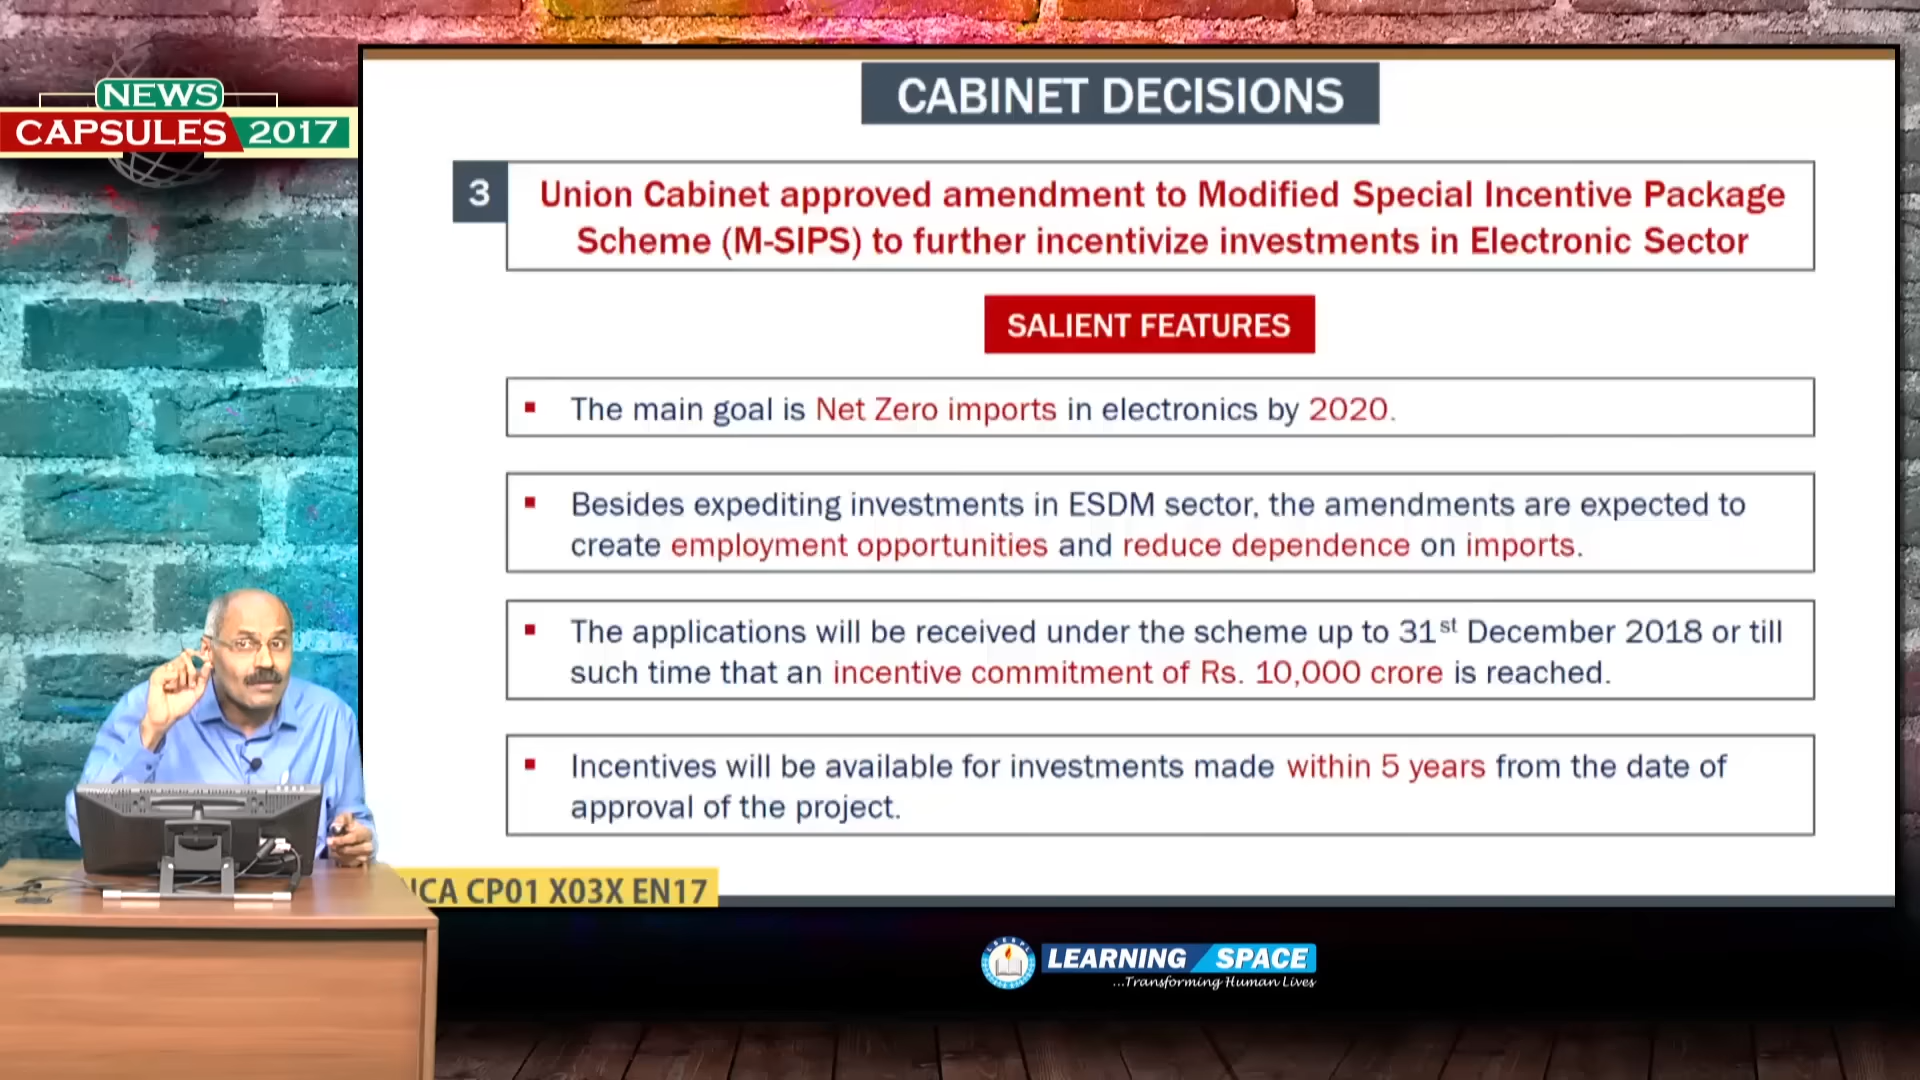 NEWS
CAPSULES 2017
CABINET DECISIONS
3
Union Cabinet approved amendment to Modified Special Incentive Package
Scheme (M-SIPS) to further incentivize investments in Electronic Sector
SALIENT FEATURES
▪ The main goal is Net Zero imports in electronics by 2020.
▪ Besides expediting investments in ESDM sector, the amendments are expected to
create employment opportunities and reduce dependence on imports.
▪ The applications will be received under the scheme up to 31st December 2018 or till
such time that an incentive commitment of Rs. 10,000 crore is reached.
▪ Incentives will be available for investments made within 5 years from the date of
approval of the project.
CP01 X03X EN17
LEARNING SPACE
...Transforming Human Lives